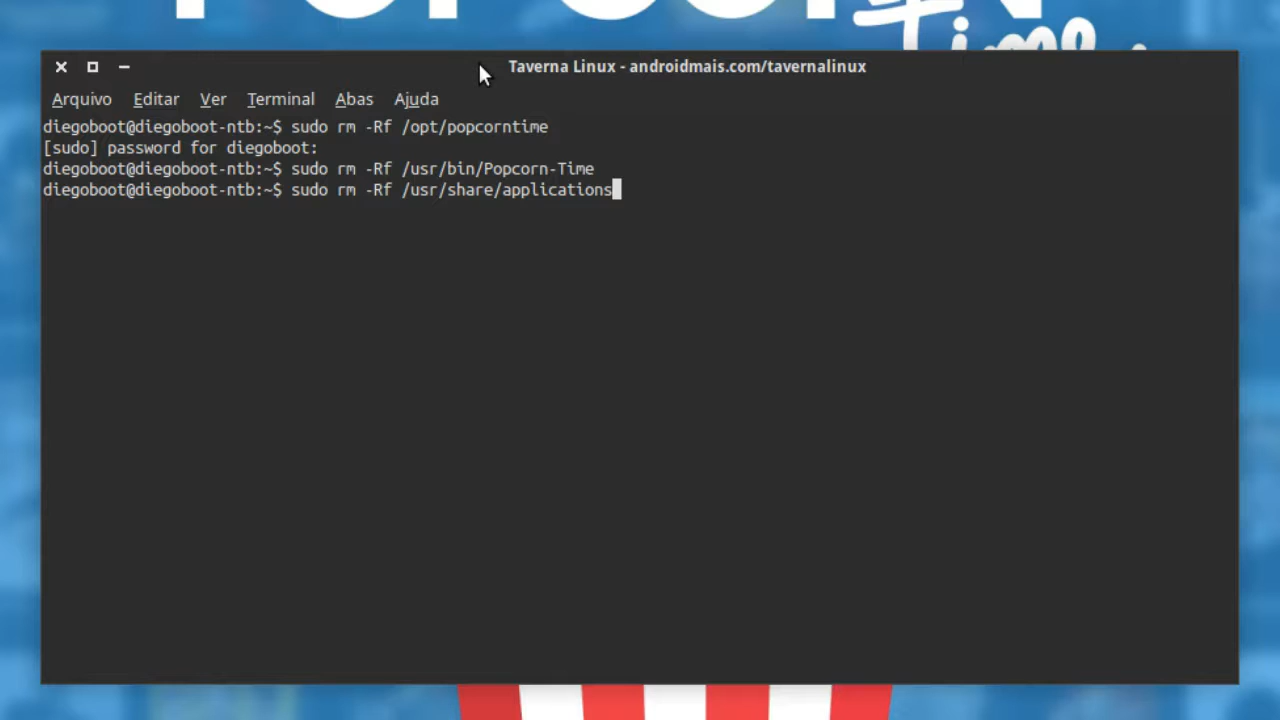 Time
Taverna Linux - androidmais.com/tavernalinux
Arquivo Editar Ver Terminal Abas Ajuda
diegoboot@diegoboot-ntb:~$ sudo rm -Rf /opt/popcorntime
[sudo] password for diegoboot:
diegoboot@diegoboot-ntb:~$ sudo rm -Rf /usr/bin/Popcorn-Time
diegoboot@diegoboot-ntb:~$ sudo rm -Rf /usr/share/applications